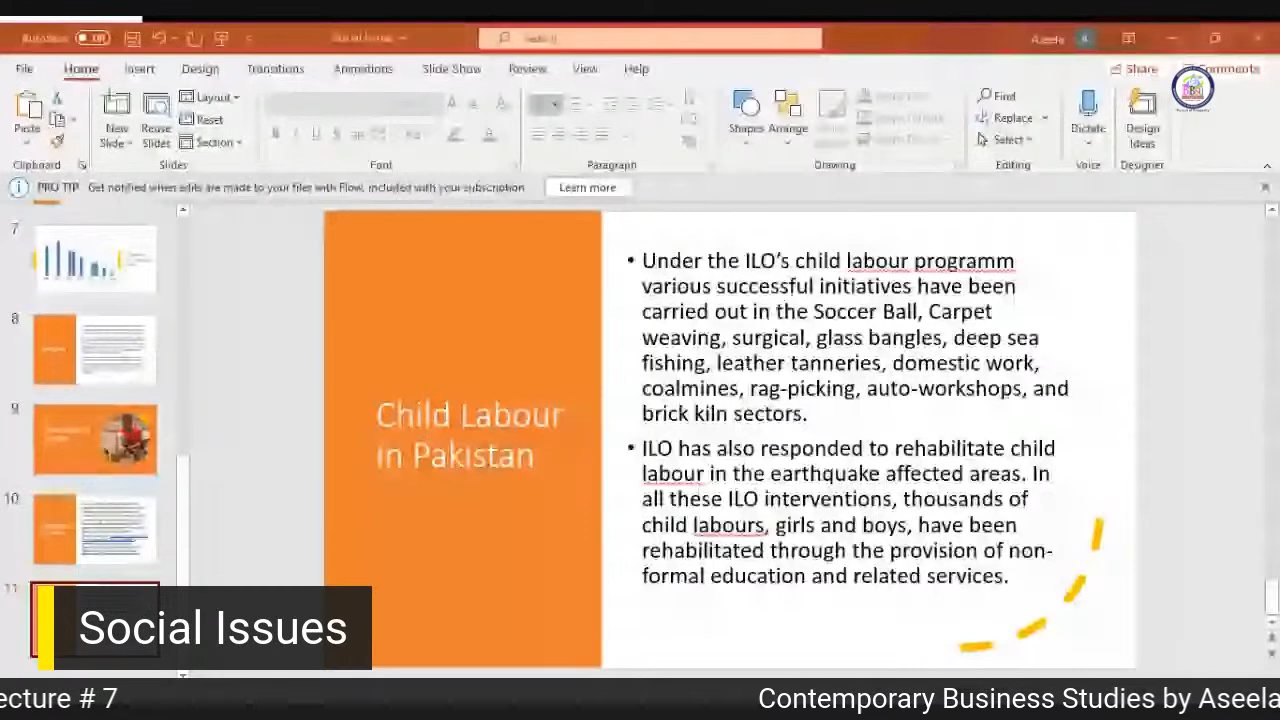 File Home Insert Design Transitions Animations Slide Show Review View Help Share Comments
Paste New Slide Reuse Slides Layout Reset Section Shapes Arrange Find Replace Select Dictate Design Ideas
Clipboard Slides Font Paragraph Drawing Editing Voice Designer
PRO TIP Get notified when edits are made to your files with Flow, included with your subscription Learn more
7
8
9
10
11
Child Labour
in Pakistan
• Under the ILO's child labour programm
various successful initiatives have been
carried out in the Soccer Ball, Carpet
weaving, surgical, glass bangles, deep sea
fishing, leather tanneries, domestic work,
coalmines, rag-picking, auto-workshops, and
brick kiln sectors.
• ILO has also responded to rehabilitate child
labour in the earthquake affected areas. In
all these ILO interventions, thousands of
child labours, girls and boys, have been
rehabilitated through the provision of non-
formal education and related services.
Social Issues
ecture # 7 Contemporary Business Studies by Aseela